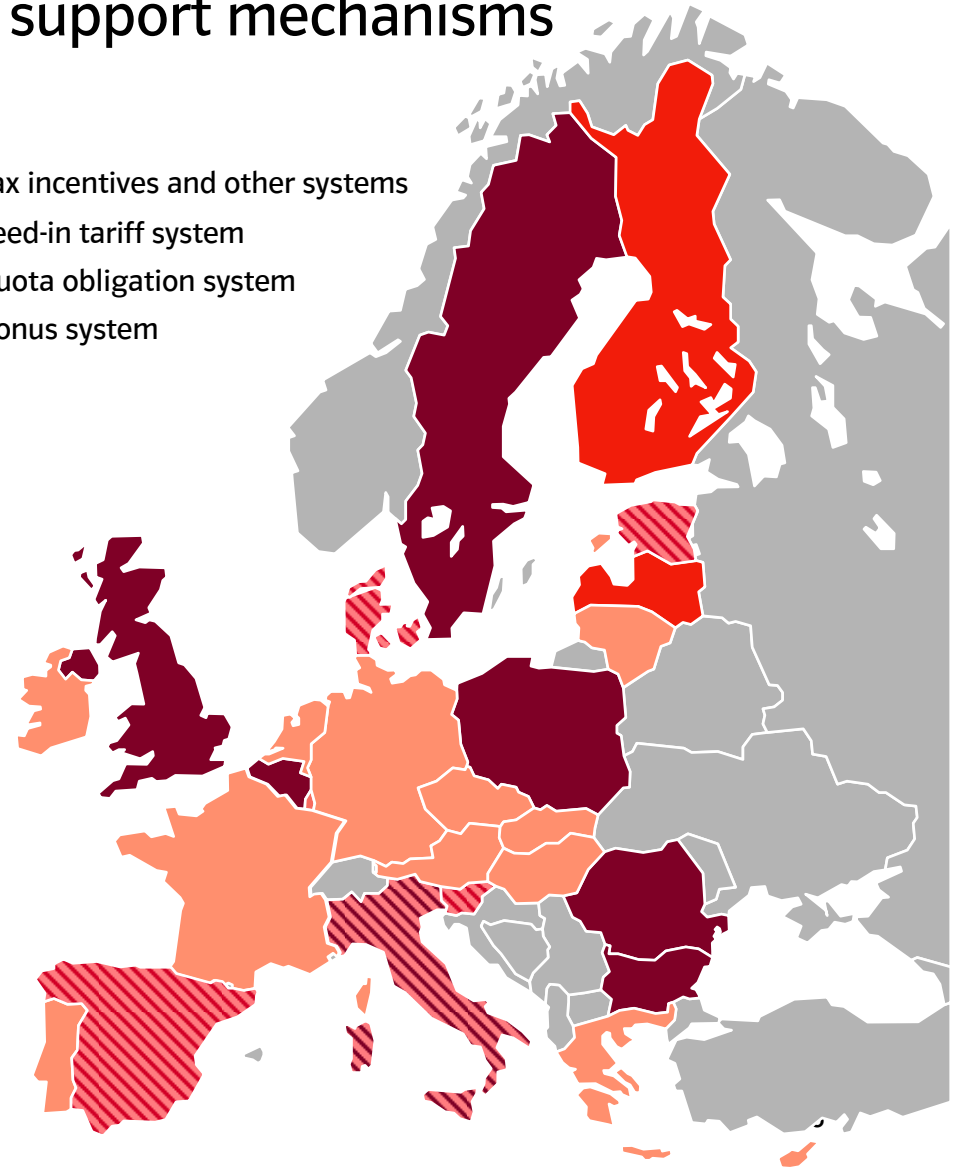 support mechanisms
ax incentives and other systems
eed-in tariff system
uota obligation system
onus system